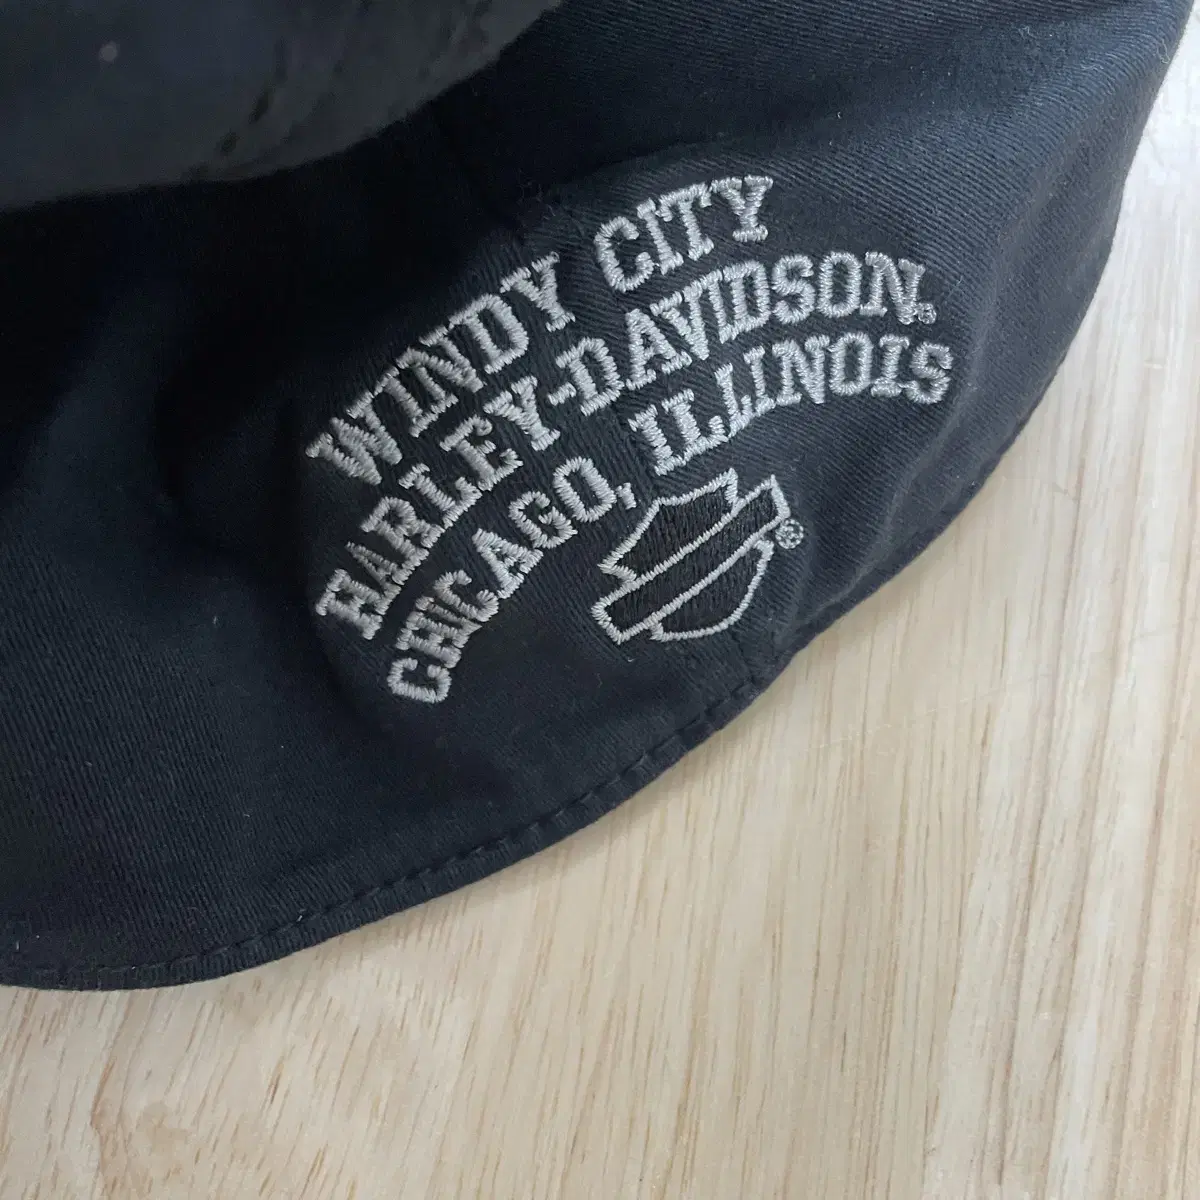 WINDY CITY
HARLEY-DAVIDSON®
CHICAGO, ILLINOIS
®